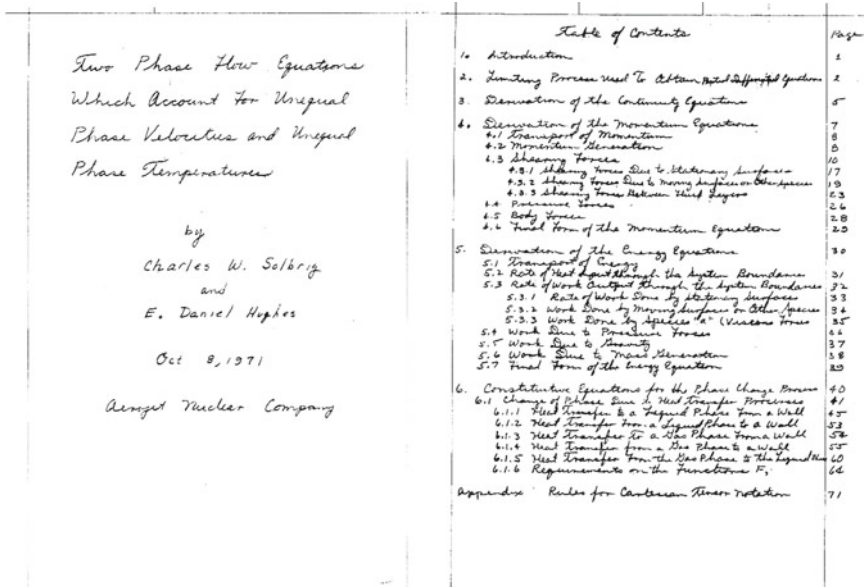 Two Phase Flow Equations
Which Account For Unequal
Phase Velocities and Unequal
Phase Temperatures
by
Charles W. Solbrig
and
E. Daniel Hughes
Oct 8, 1971
Aerojet Nuclear Company
Table of Contents Page
1. Introduction 1
2. Limiting Process Used To Obtain Partial Differential Equations 2
3. Derivation of the Continuity Equations 5
4. Derivation of the Momentum Equations 7
4.1 Transport of Momentum 8
4.2 Momentum Generation 8
4.3 Shearing Forces 10
4.3.1 Shearing Forces Due to Stationary Surfaces 17
4.3.2 Shearing Forces Due to Moving Surfaces or Other Species 19
4.3.3 Shearing Forces Between Fluid Layers 23
4.4 Pressure Forces 26
4.5 Body Forces 28
4.6 Final Form of the Momentum Equations 29
5. Derivation of the Energy Equations 30
5.1 Transport of Energy
5.2 Rate of Heat Input through the System Boundaries 31
5.3 Rate of Work Output through the System Boundaries 32
5.3.1 Rate of Work Done by Stationary Surfaces 33
5.3.2 Work Done by Moving Surfaces or Other Species 34
5.3.3 Work Done by Species "a" (Viscous Forces 35
5.4 Work Due to Pressure Forces
5.5 Work Due to Gravity 37
5.6 Work Due to Mass Generation 38
5.7 Final Form of the Energy Equation 39
6. Constitutive Equations for the Phase Change Process 40
6.1 Change of Phase Due to Heat Transfer Processes 41
6.1.1 Heat Transfer to a Liquid Phase From a Wall 45
6.1.2 Heat Transfer From a Liquid Phase to a Wall 53
6.1.3 Heat Transfer To a Gas Phase From a Wall 54
6.1.4 Heat Transfer from a Gas Phase to a Wall 55
6.1.5 Heat Transfer From the Gas Phase to the Liquid 60
6.1.6 Requirements on the Functions F, 64
Appendix Rules for Cartesian Tensor Notation 71